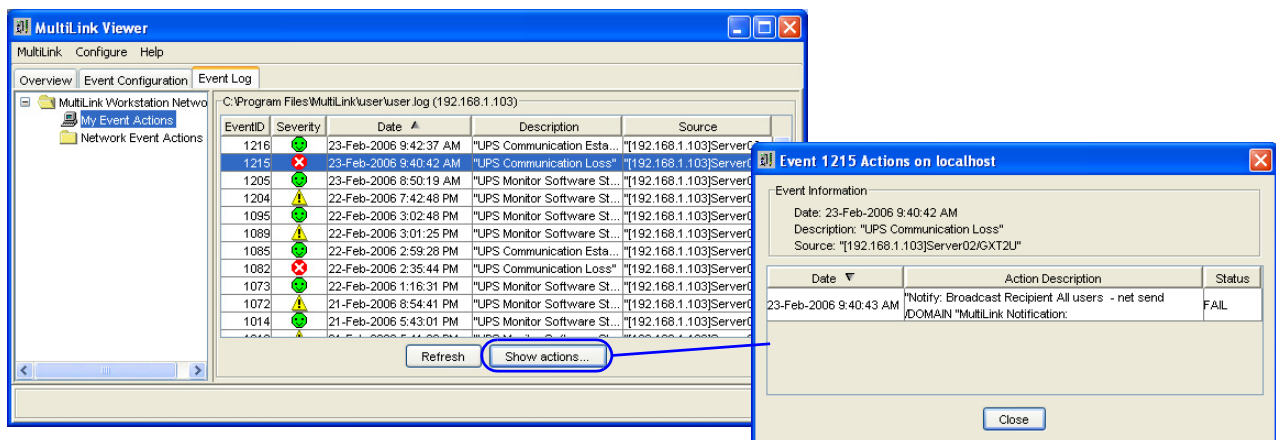 MultiLink Viewer
MultiLink Configure Help
Overview Event Configuration Event Log
MultiLink Workstation Netwo
My Event Actions
Network Event Actions
C:\Program Files\MultiLink\user\user.log (192.168.1.103)
EventID Severity Date Description Source
1216 23-Feb-2006 9:42:37 AM "UPS Communication Esta... "[192.168.1.103]Server0
1215 23-Feb-2006 9:40:42 AM "UPS Communication Loss" "[192.168.1.103]Server0
1205 23-Feb-2006 8:50:19 AM "UPS Monitor Software St... "[192.168.1.103]Server0
1204 22-Feb-2006 7:42:48 PM "UPS Monitor Software St... "[192.168.1.103]Server0
1095 22-Feb-2006 3:02:48 PM "UPS Monitor Software St... "[192.168.1.103]Server0
1089 22-Feb-2006 3:01:25 PM "UPS Monitor Software St... "[192.168.1.103]Server0
1085 22-Feb-2006 2:59:28 PM "UPS Communication Esta... "[192.168.1.103]Server0
1082 22-Feb-2006 2:35:44 PM "UPS Communication Loss" "[192.168.1.103]Server0
1073 22-Feb-2006 1:16:31 PM "UPS Monitor Software St... "[192.168.1.103]Server0
1072 21-Feb-2006 8:54:41 PM "UPS Monitor Software St... "[192.168.1.103]Server0
1014 21-Feb-2006 5:43:01 PM "UPS Monitor Software St... "[192.168.1.103]Server0
Refresh Show actions...
Event 1215 Actions on localhost
Event Information
Date: 23-Feb-2006 9:40:42 AM
Description: "UPS Communication Loss"
Source: "[192.168.1.103]Server02/GXT2U"
Date Action Description Status
23-Feb-2006 9:40:43 AM "Notify: Broadcast Recipient All users - net send
/DOMAIN "MultiLink Notification: FAIL
Close